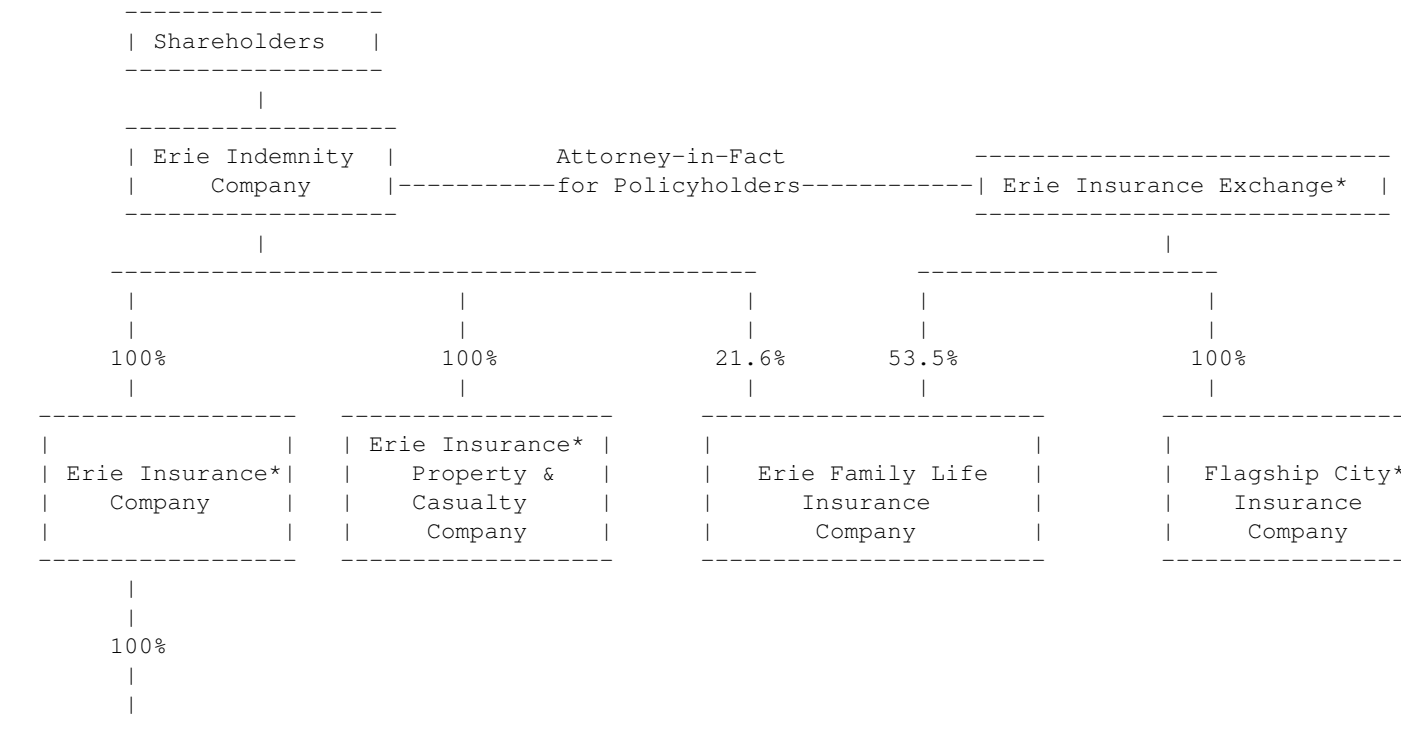 ------------------
| Shareholders   |
------------------
|
-------------------
| Erie Indemnity  |           Attorney-in-Fact             -----------------------------
|     Company     |-----------for Policyholders------------| Erie Insurance Exchange*  |
-------------------                                        -----------------------------
|                                                              |
---------------------------------------------           ---------------------
|                      |                   |           |                   |
|                      |                   |           |                   |
100%                   100%                21.6%       53.5%                100%
|                      |                   |           |                   |
------------------   -------------------      ------------------------        -----------------
|                |   | Erie Insurance* |      |                      |        |
| Erie Insurance*|   |    Property &   |      |   Erie Family Life   |        |  Flagship City*
|    Company     |   |    Casualty     |      |      Insurance       |        |    Insurance
|                |   |     Company     |      |       Company        |        |     Company
------------------   -------------------      ------------------------        -----------------
|
|
100%
|
|